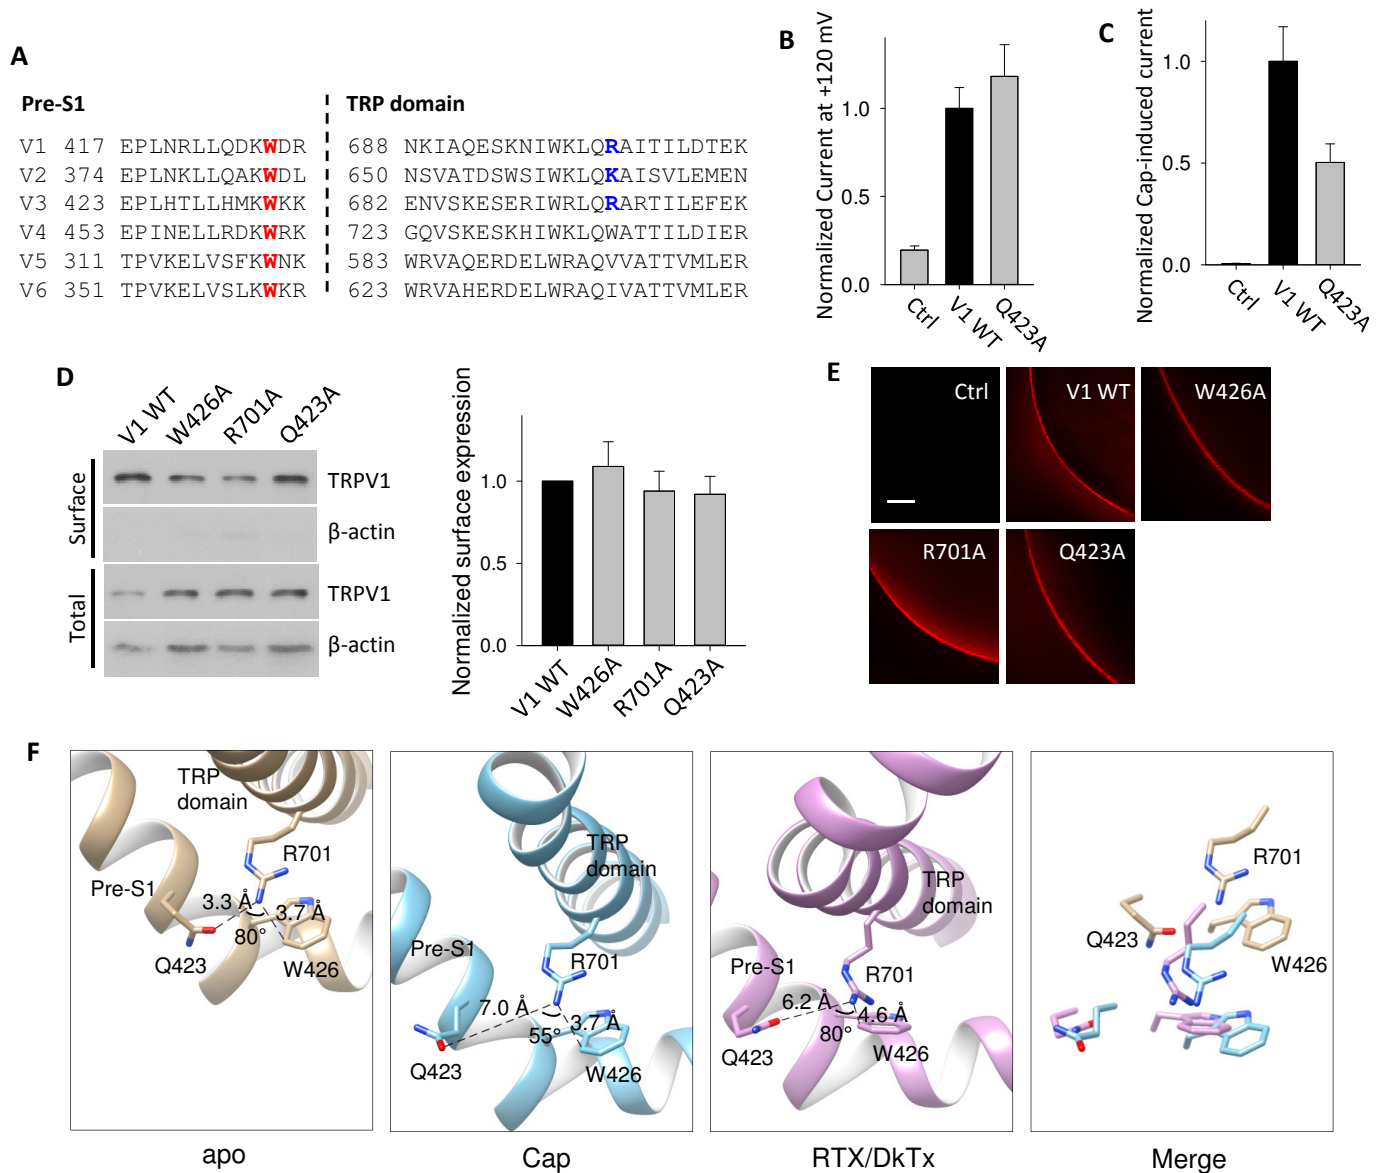 A
Pre-S1 TRP domain
V1 417 EPLNRLLQDKWDR 688 NKIAQESKNIWKLQRAITILDTEK
V2 374 EPLNKLLQAKWDL 650 NSVATDSWSIWKLQKAISVLEMEN
V3 423 EPLHTLLHMKWKK 682 ENVSKESERIWRLQRARTILEFEK
V4 453 EPINELLRDKWRK 723 GQVSKESKHIWKLQWATTILDIER
V5 311 TPVKELVSFKWNK 583 WRVAQERDELWRAQVVATTVMLER
V6 351 TPVKELVSLKWKR 623 WRVAHERDELWRAQIVATTVMLER
B
Normalized Current at +120 mV
1.0
0.5
0.0
Ctrl
V1 WT
Q423A
C
Normalized Cap-induced current
1.0
0.5
0.0
Ctrl
V1 WT
Q423A
D
V1 WT
W426A
R701A
Q423A
Surface
TRPV1
β-actin
Total
TRPV1
β-actin
Normalized surface expression
1.0
0.5
0.0
V1 WT
W426A
R701A
Q423A
E
Ctrl
V1 WT
W426A
R701A
Q423A
F
TRP
domain
R701
Pre-S1
3.3 Å
3.7 Å
80°
Q423
W426
apo
TRP
domain
Pre-S1
R701
7.0 Å
3.7 Å
55°
Q423
W426
Cap
TRP
domain
Pre-S1
R701
6.2 Å
4.6 Å
80°
Q423
W426
RTX/DkTx
R701
Q423
W426
Merge